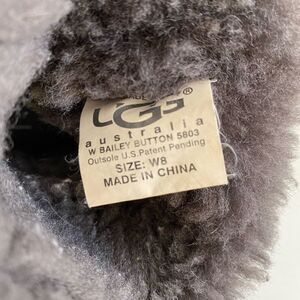 UGG®
australia
W BAILEY BUTTON 5803
Outsole U.S. Patent Pending
SIZE: W8
MADE IN CHINA